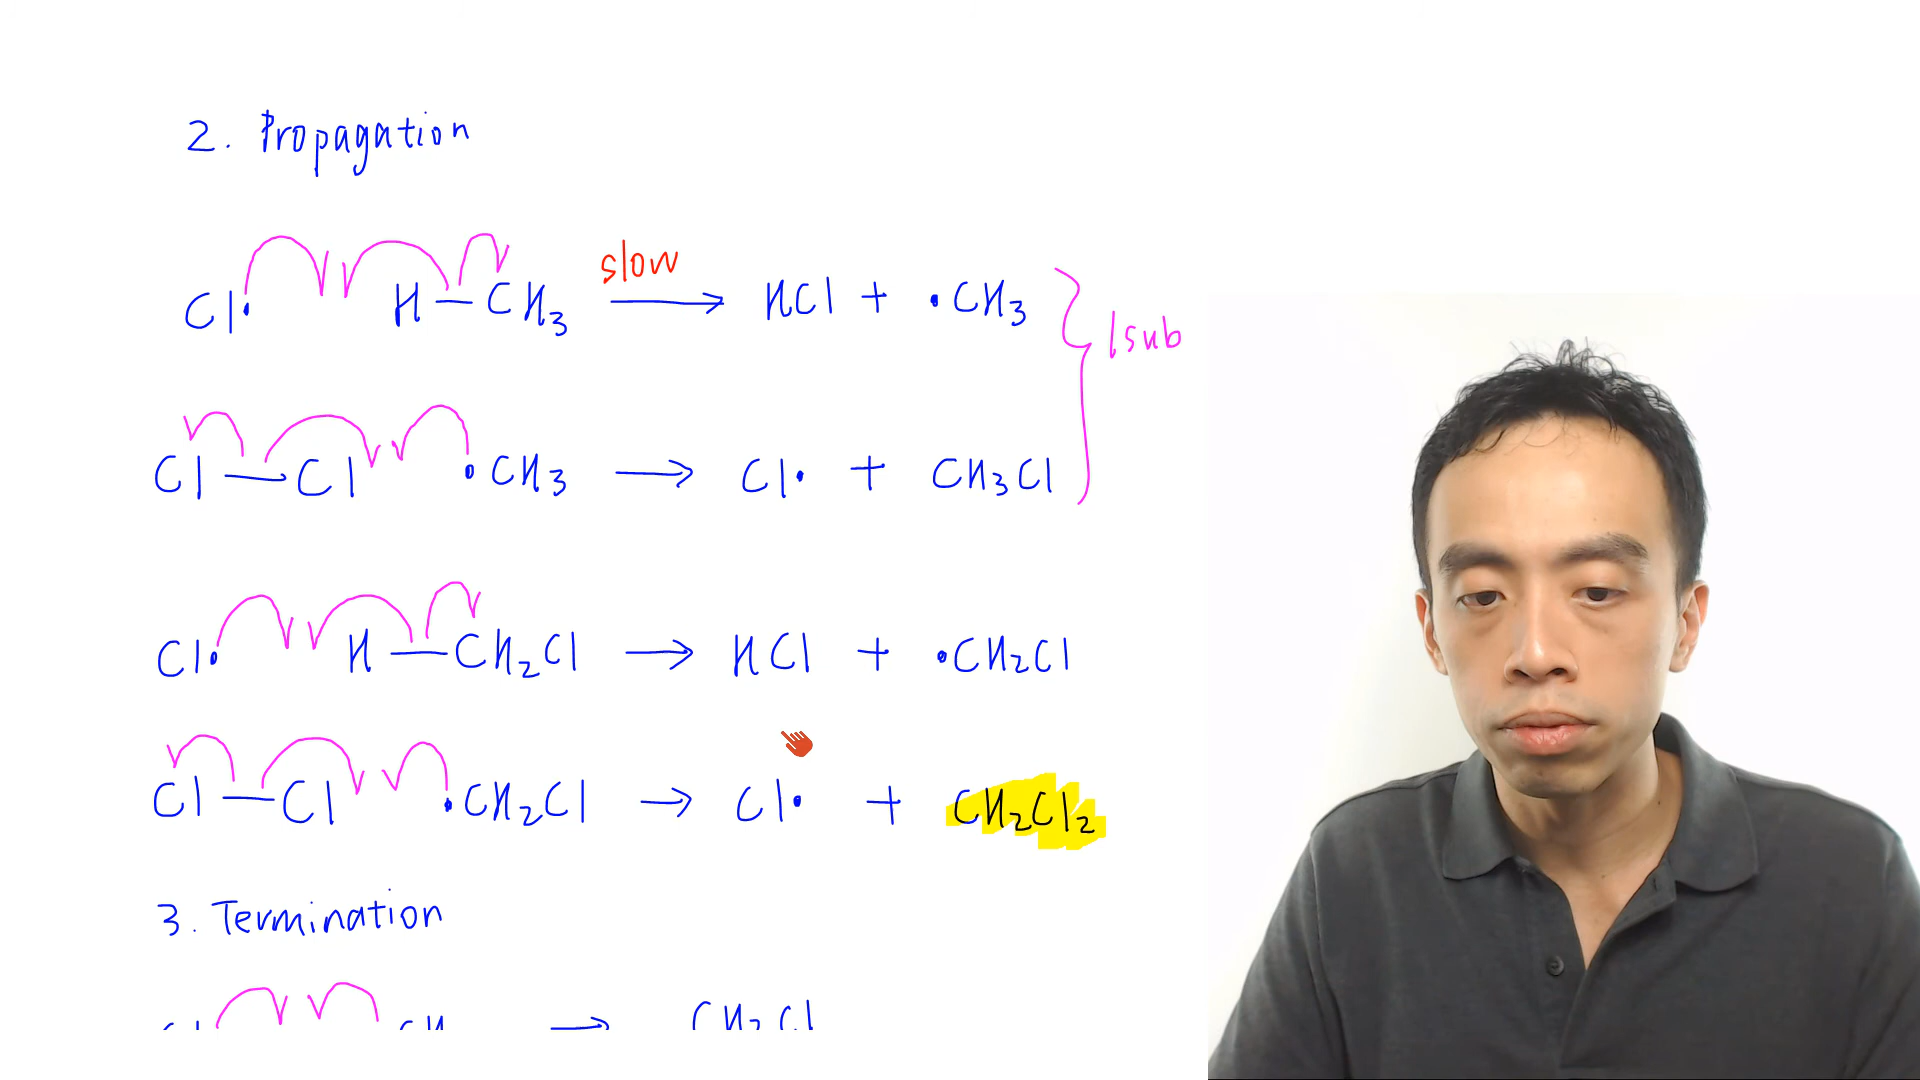 2. Propagation
slow
Cl• H—CH3 → HCl + •CH3
1sub
Cl—Cl •CH3 → Cl• + CH3Cl
Cl• H—CH2Cl → HCl + •CH2Cl
Cl—Cl •CH2Cl → Cl• + CH2Cl2
3. Termination